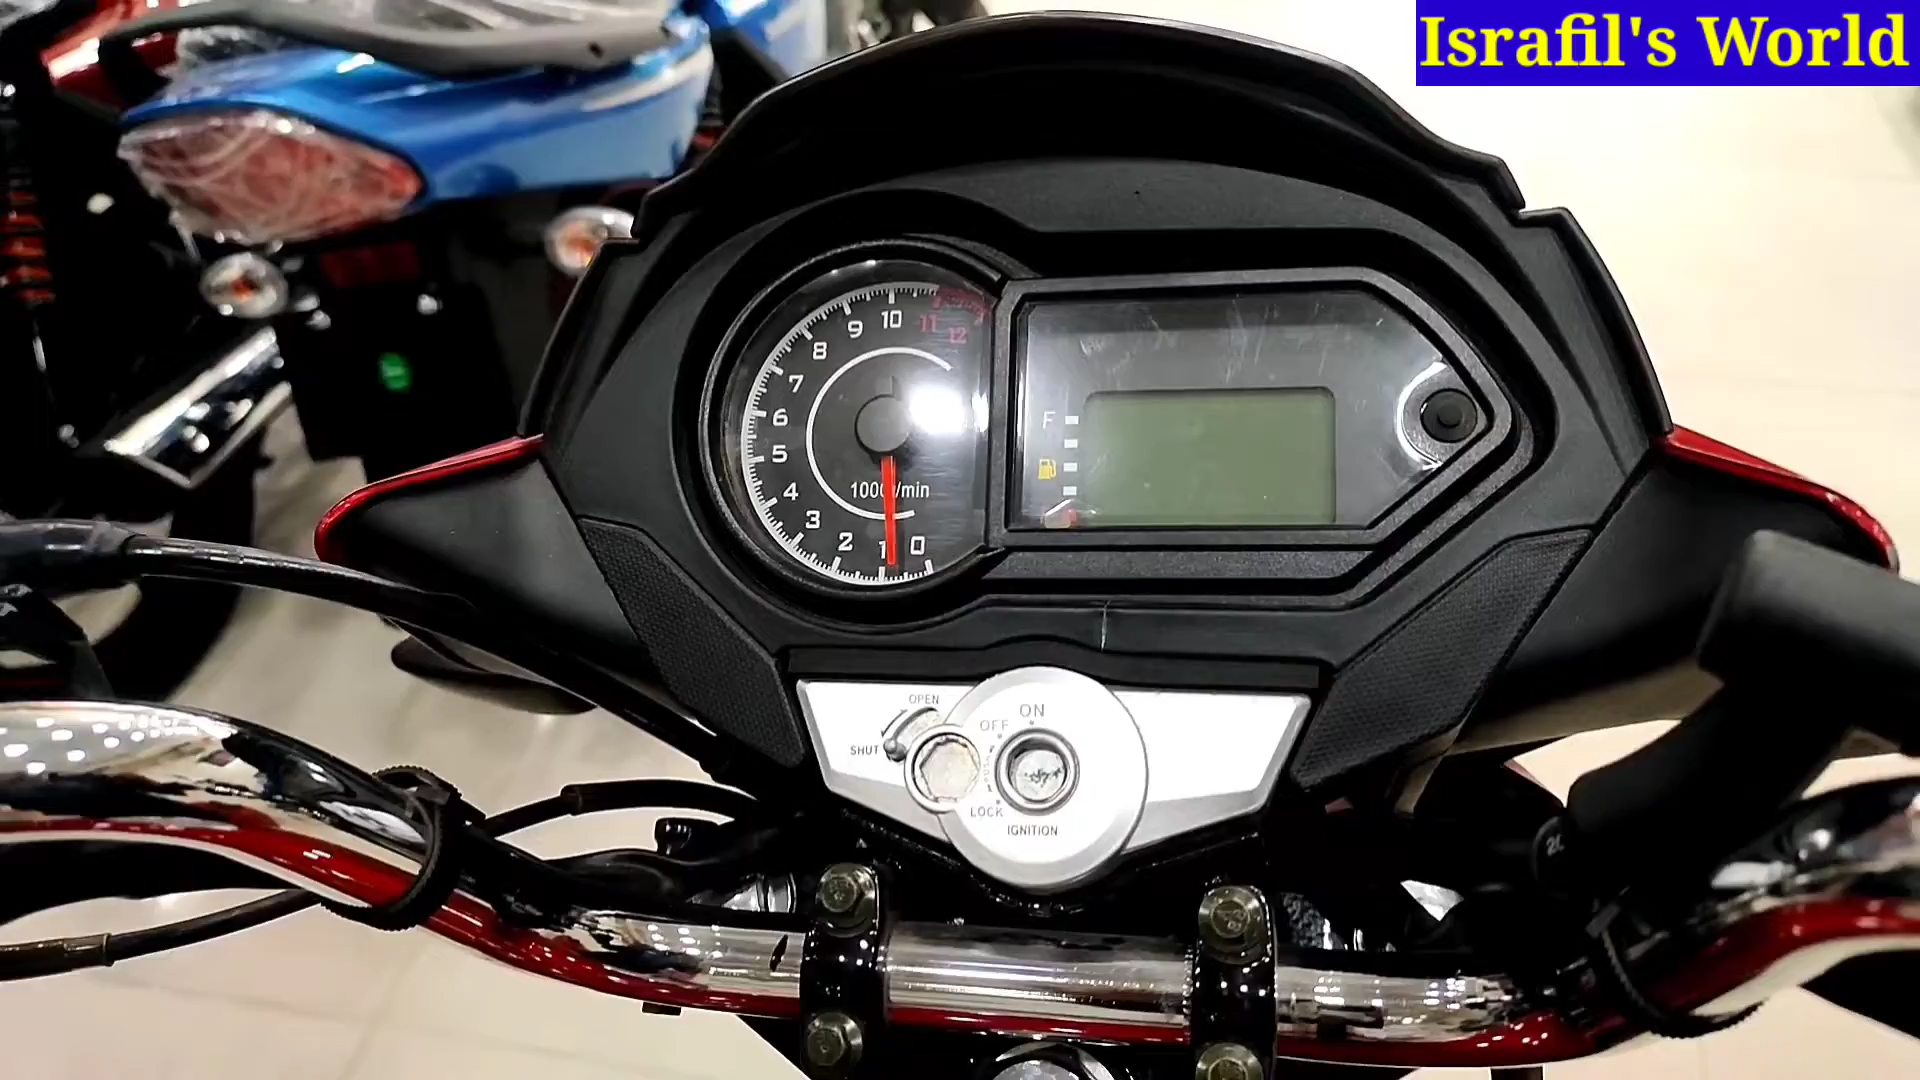 Israfil's World
10
9
11
12
8
7
6
5
4
3
2
1
0
1000r/min
F
OPEN
SHUT
ON
OFF
LOCK
IGNITION